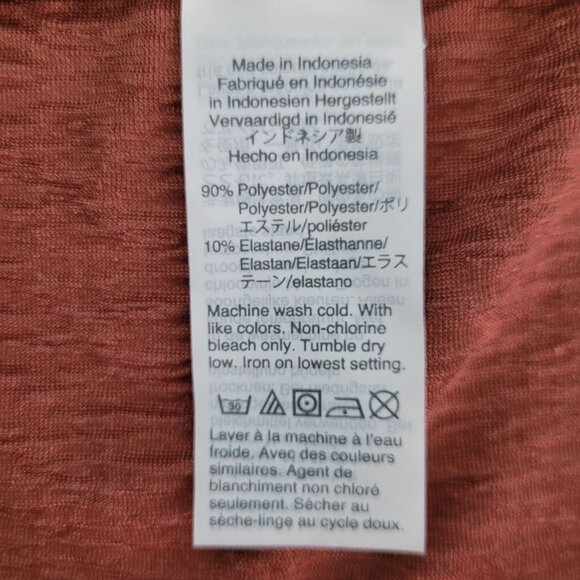 Made in Indonesia
Fabriqué en Indonésie
in Indonesien Hergestellt
Vervaardigd in Indonesië
インドネシア製
Hecho en Indonesia
90% Polyester/Polyester/
Polyester/Polyester/ポリ
エステル/poliéster
10% Elastane/Élasthanne/
Elastan/Elastaan/エラス
テーン/elastano
Machine wash cold. With
like colors. Non-chlorine
bleach only. Tumble dry
low. Iron on lowest setting.
30
Laver à la machine à l'eau
froide. Avec des couleurs
similaires. Agent de
blanchiment non chloré
seulement. Sécher au
sèche-linge au cycle doux.